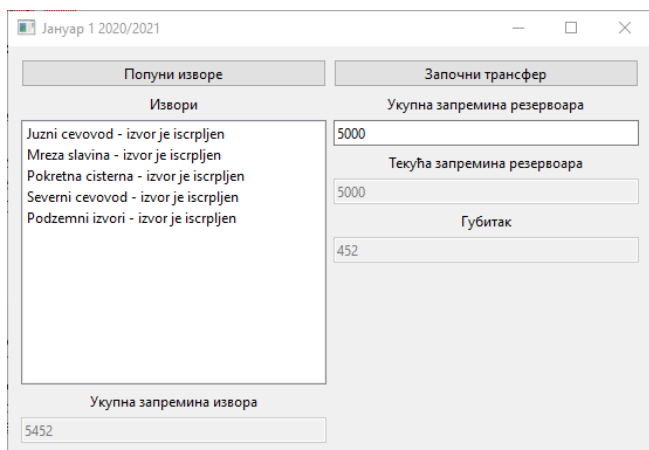 Јануар 1 2020/2021
Попуни изворе
Започни трансфер
Извори
Juzni cevovod - izvor je iscrpljen
Mreza slavina - izvor je iscrpljen
Pokretna cisterna - izvor je iscrpljen
Severni cevovod - izvor je iscrpljen
Podzemni izvori - izvor je iscrpljen
Укупна запремина извора
5452
Укупна запремина резервоара
5000
Текућа запремина резервоара
5000
Губитак
452